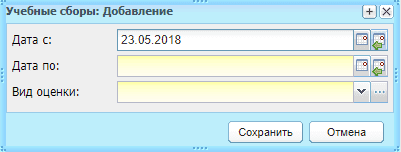 Учебные сборы: Добавление
Дата с: 23.05.2018
Дата по:
Вид оценки:
Сохранить Отмена